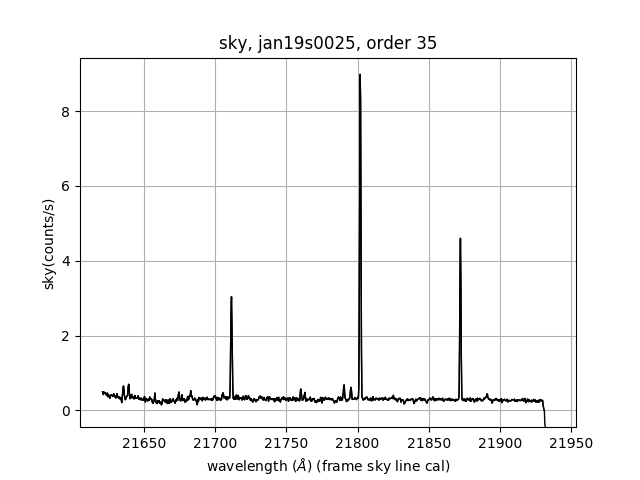 sky, jan19s0025, order 35
sky(counts/s)
8
6
4
2
0
21650 21700 21750 21800 21850 21900 21950
wavelength (Å) (frame sky line cal)